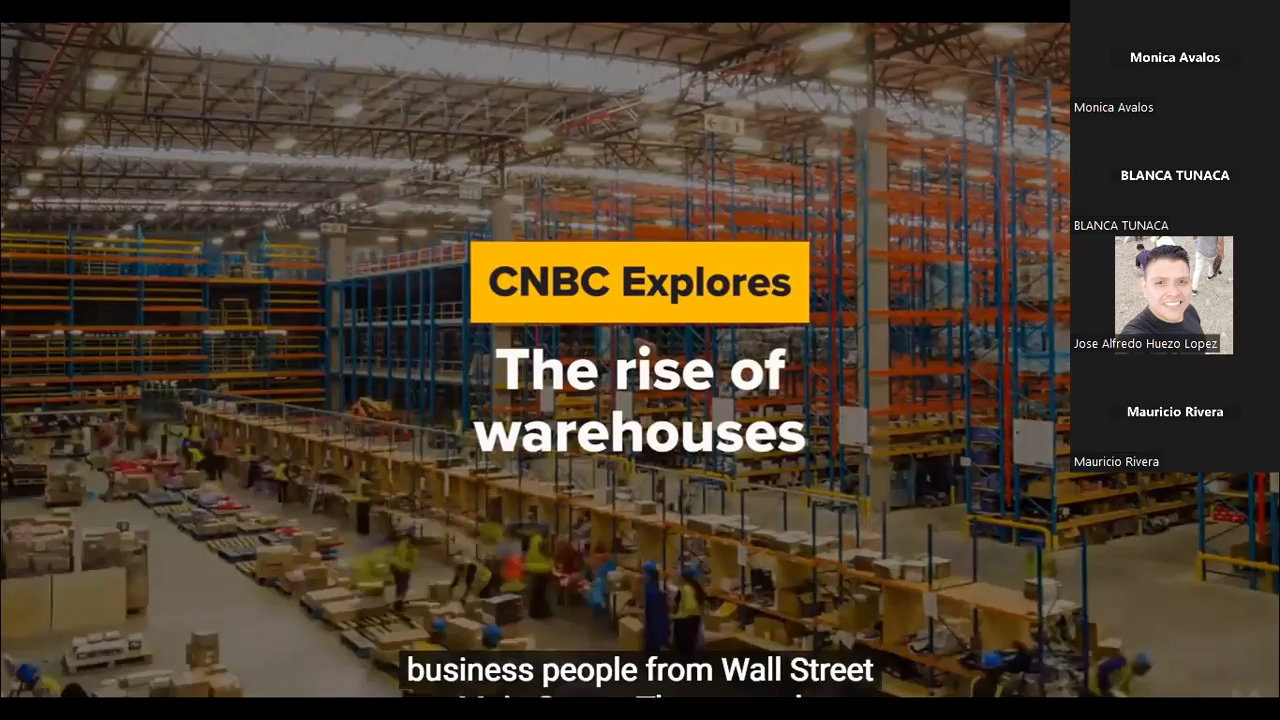 CNBC Explores
The rise of
warehouses
business people from Wall Street
Monica Avalos
Monica Avalos
BLANCA TUNACA
BLANCA TUNACA
Jose Alfredo Huezo Lopez
Mauricio Rivera
Mauricio Rivera